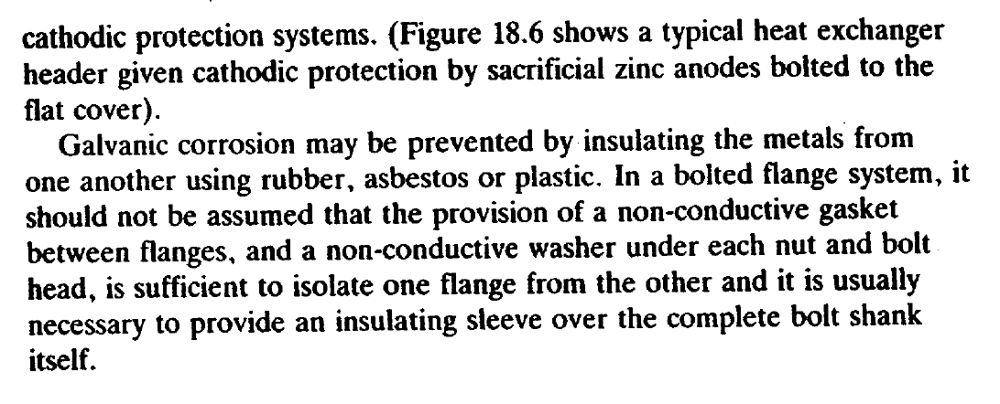 cathodic protection systems. (Figure 18.6 shows a typical heat exchanger
header given cathodic protection by sacrificial zinc anodes bolted to the
flat cover).
Galvanic corrosion may be prevented by insulating the metals from
one another using rubber, asbestos or plastic. In a bolted flange system, it
should not be assumed that the provision of a non-conductive gasket
between flanges, and a non-conductive washer under each nut and bolt
head, is sufficient to isolate one flange from the other and it is usually
necessary to provide an insulating sleeve over the complete bolt shank
itself.